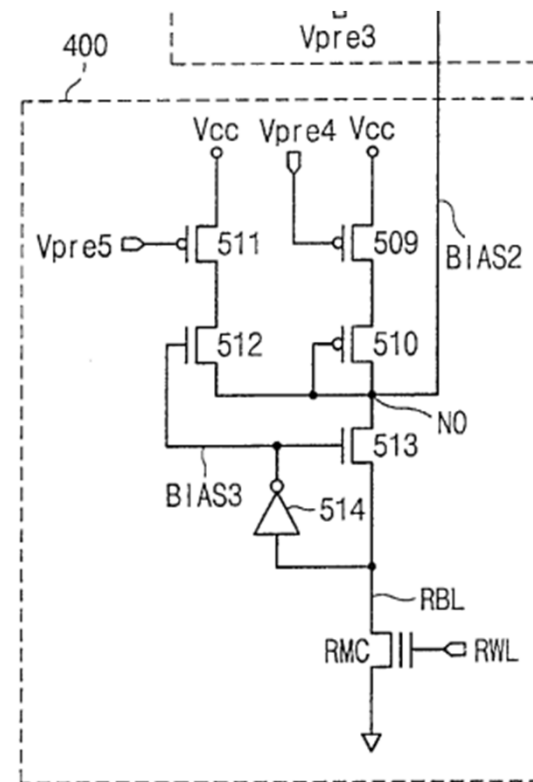 Vpre3
400
Vcc
Vpre4
Vcc
Vpre5
511
509
BIAS2
512
510
NO
513
BIAS3
514
RBL
RMC
RWL